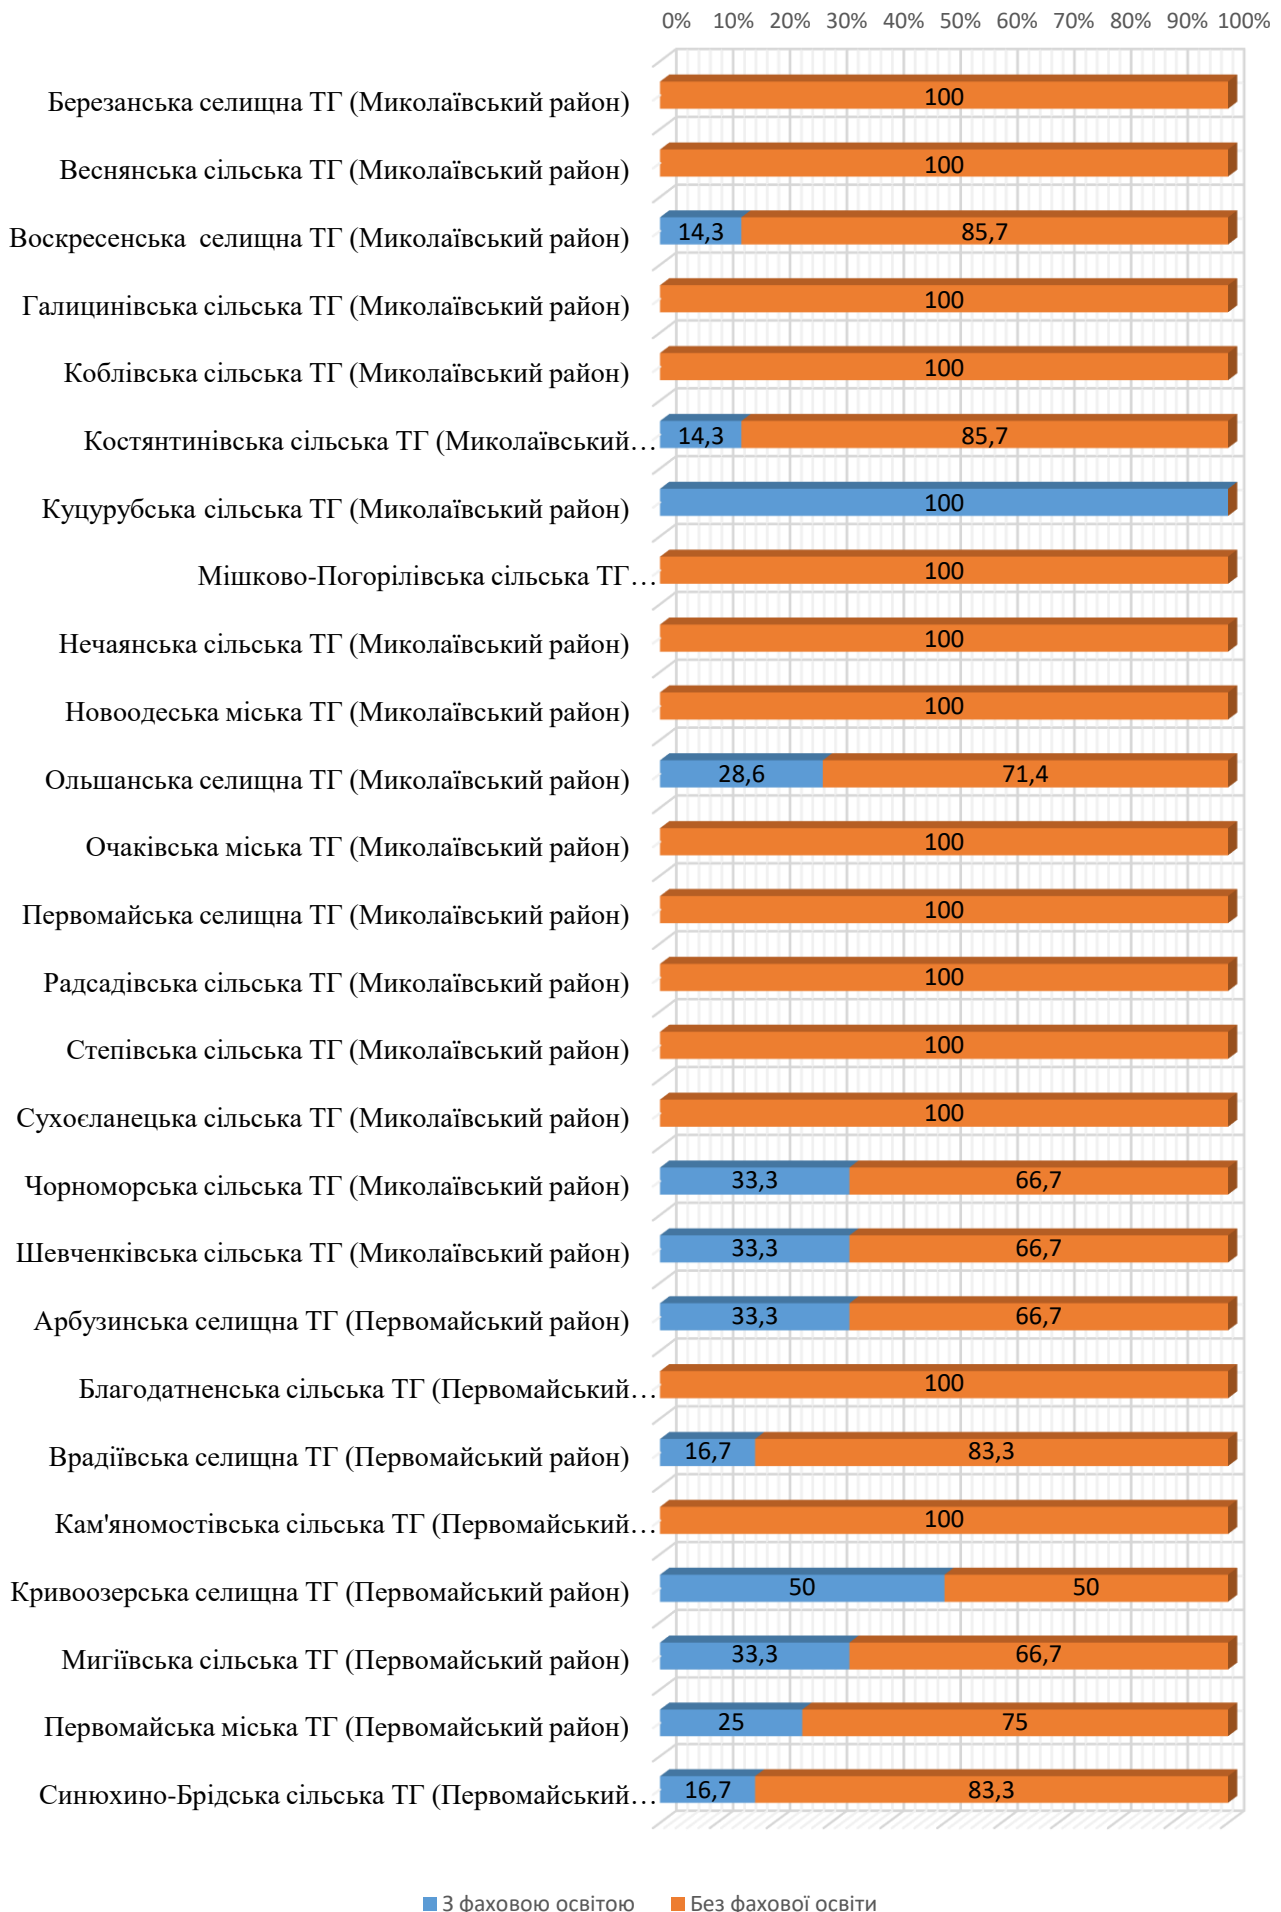 0% 10% 20% 30% 40% 50% 60% 70% 80% 90% 100%
Березанська селищна ТГ (Миколаївський район) 100
Веснянська сільська ТГ (Миколаївський район) 100
Воскресенська селищна ТГ (Миколаївський район) 14,3 85,7
Галицинівська сільська ТГ (Миколаївський район) 100
Коблівська сільська ТГ (Миколаївський район) 100
Костянтинівська сільська ТГ (Миколаївський… 14,3 85,7
Куцурубська сільська ТГ (Миколаївський район) 100
Мішково-Погорілівська сільська ТГ… 100
Нечаянська сільська ТГ (Миколаївський район) 100
Новоодеська міська ТГ (Миколаївський район) 100
Ольшанська селищна ТГ (Миколаївський район) 28,6 71,4
Очаківська міська ТГ (Миколаївський район) 100
Первомайська селищна ТГ (Миколаївський район) 100
Радсадівська сільська ТГ (Миколаївський район) 100
Степівська сільська ТГ (Миколаївський район) 100
Сухоєланецька сільська ТГ (Миколаївський район) 100
Чорноморська сільська ТГ (Миколаївський район) 33,3 66,7
Шевченківська сільська ТГ (Миколаївський район) 33,3 66,7
Арбузинська селищна ТГ (Первомайський район) 33,3 66,7
Благодатненська сільська ТГ (Первомайський… 100
Врадіївська селищна ТГ (Первомайський район) 16,7 83,3
Кам'яномостівська сільська ТГ (Первомайський… 100
Кривоозерська селищна ТГ (Первомайський район) 50 50
Мигіївська сільська ТГ (Первомайський район) 33,3 66,7
Первомайська міська ТГ (Первомайський район) 25 75
Синюхино-Брідська сільська ТГ (Первомайський… 16,7 83,3
З фаховою освітою Без фахової освіти